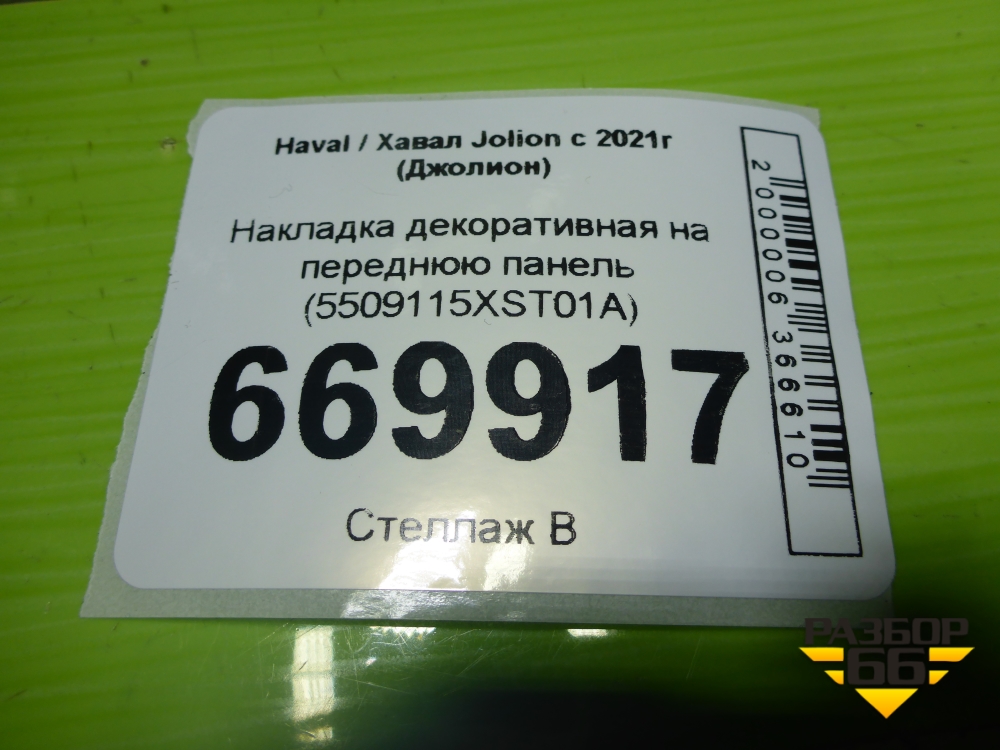 Haval / Хавал Jolion с 2021г
(Джолион)
Накладка декоративная на
переднюю панель
(5509115XST01A)
669917
Стеллаж В
2000006366610
РАЗБОР
66